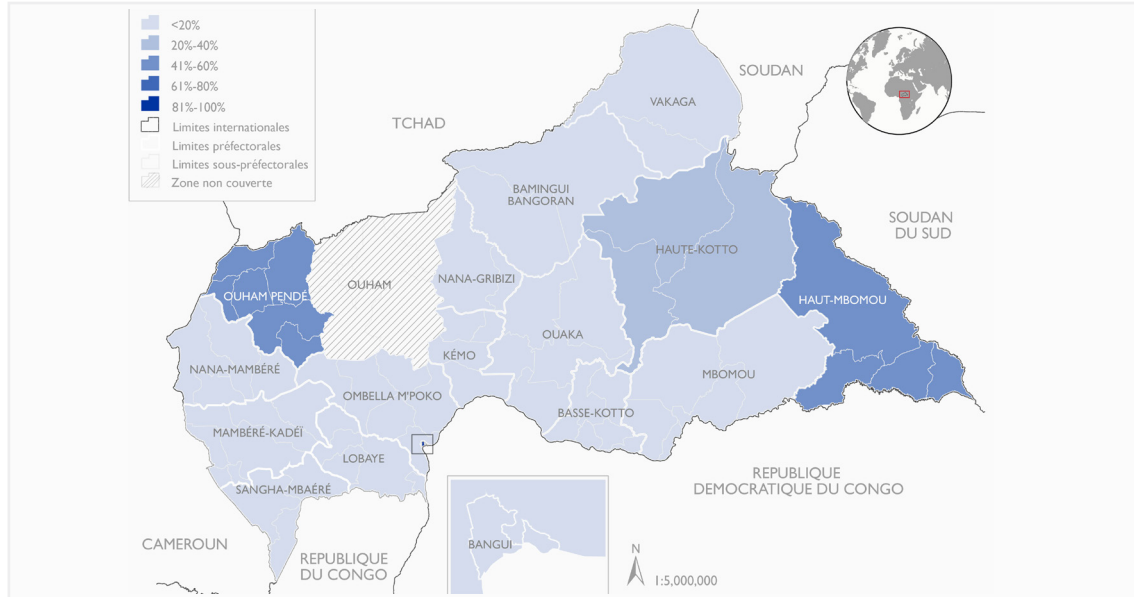 <20%
20%-40%
41%-60%
61%-80%
81%-100%
Limites internationales
Limites préfectorales
Limites sous-préfectorales
Zone non couverte
SOUDAN
VAKAGA
TCHAD
BAMINGUI
BANGORAN
SOUDAN
DU SUD
HAUTE-KOTTO
OUHAM
NANA-GRIBIZI
OUHAM PENDÉ
HAUT-MBOMOU
OUAKA
KÉMO
NANA-MAMBÉRÉ
MBOMOU
OMBELLA M'POKO
BASSE-KOTTO
MAMBÉRÉ-KADÉÏ
LOBAYE
REPUBLIQUE
DEMOCRATIQUE DU CONGO
SANGHA-MBAÉRÉ
CAMEROUN
REPUBLIQUE
DU CONGO
BANGUI
N
1:5,000,000